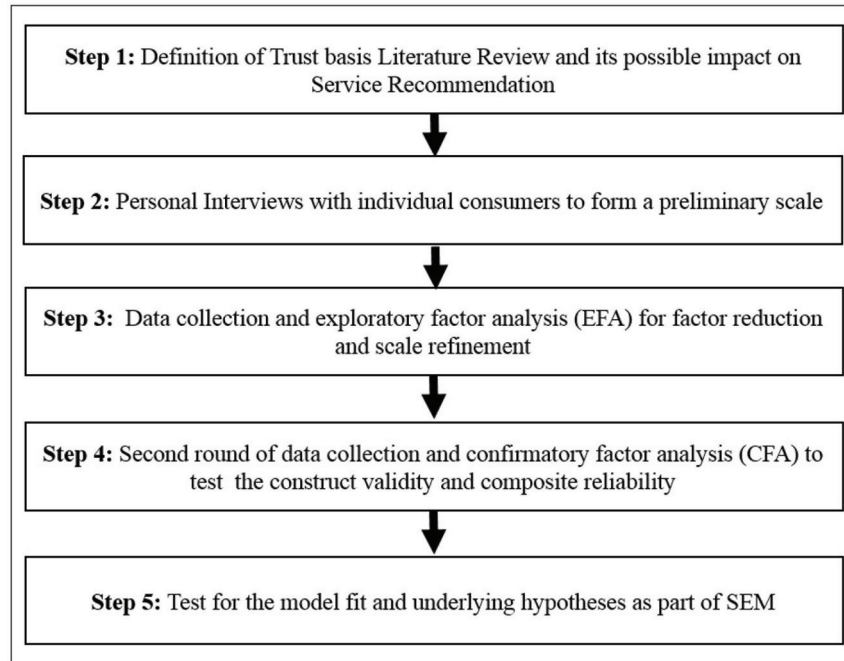 Step 1: Definition of Trust basis Literature Review and its possible impact on
Service Recommendation
Step 2: Personal Interviews with individual consumers to form a preliminary scale
Step 3: Data collection and exploratory factor analysis (EFA) for factor reduction
and scale refinement
Step 4: Second round of data collection and confirmatory factor analysis (CFA) to
test the construct validity and composite reliability
Step 5: Test for the model fit and underlying hypotheses as part of SEM